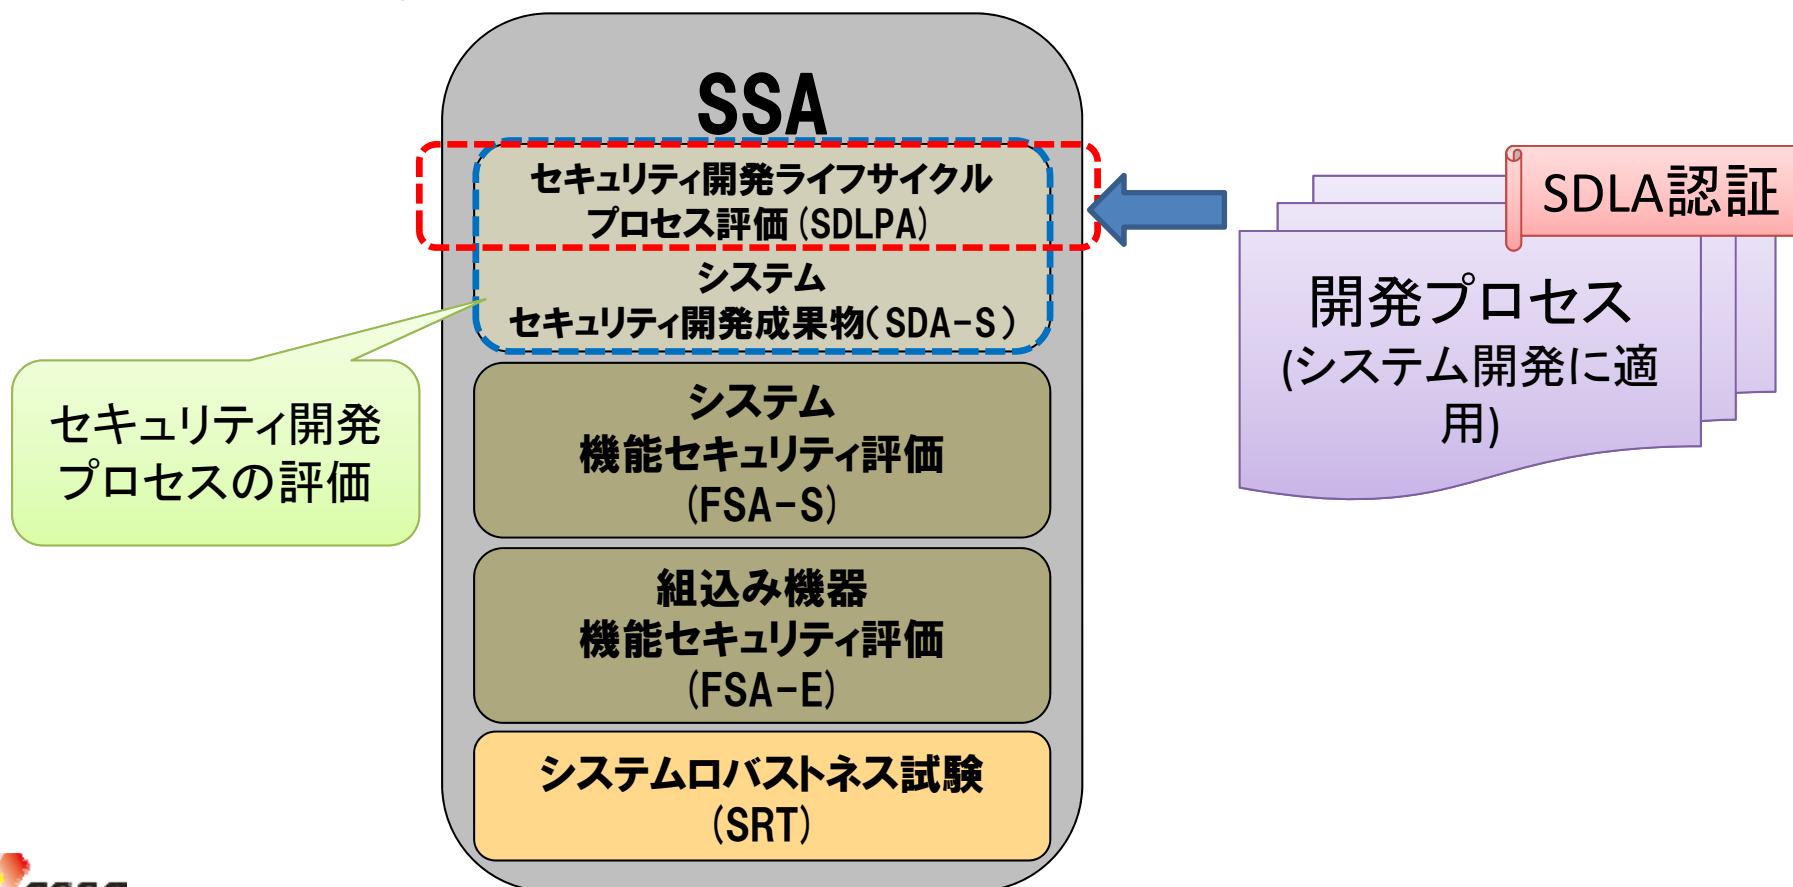 SSA
セキュリティ開発ライフサイクル
プロセス評価(SDLPA)
システム
セキュリティ開発成果物(SDA-S)
システム
機能セキュリティ評価
(FSA-S)
組込み機器
機能セキュリティ評価
(FSA-E)
システムロバストネス試験
(SRT)
セキュリティ開発
プロセスの評価
SDLA認証
開発プロセス
(システム開発に適
用)